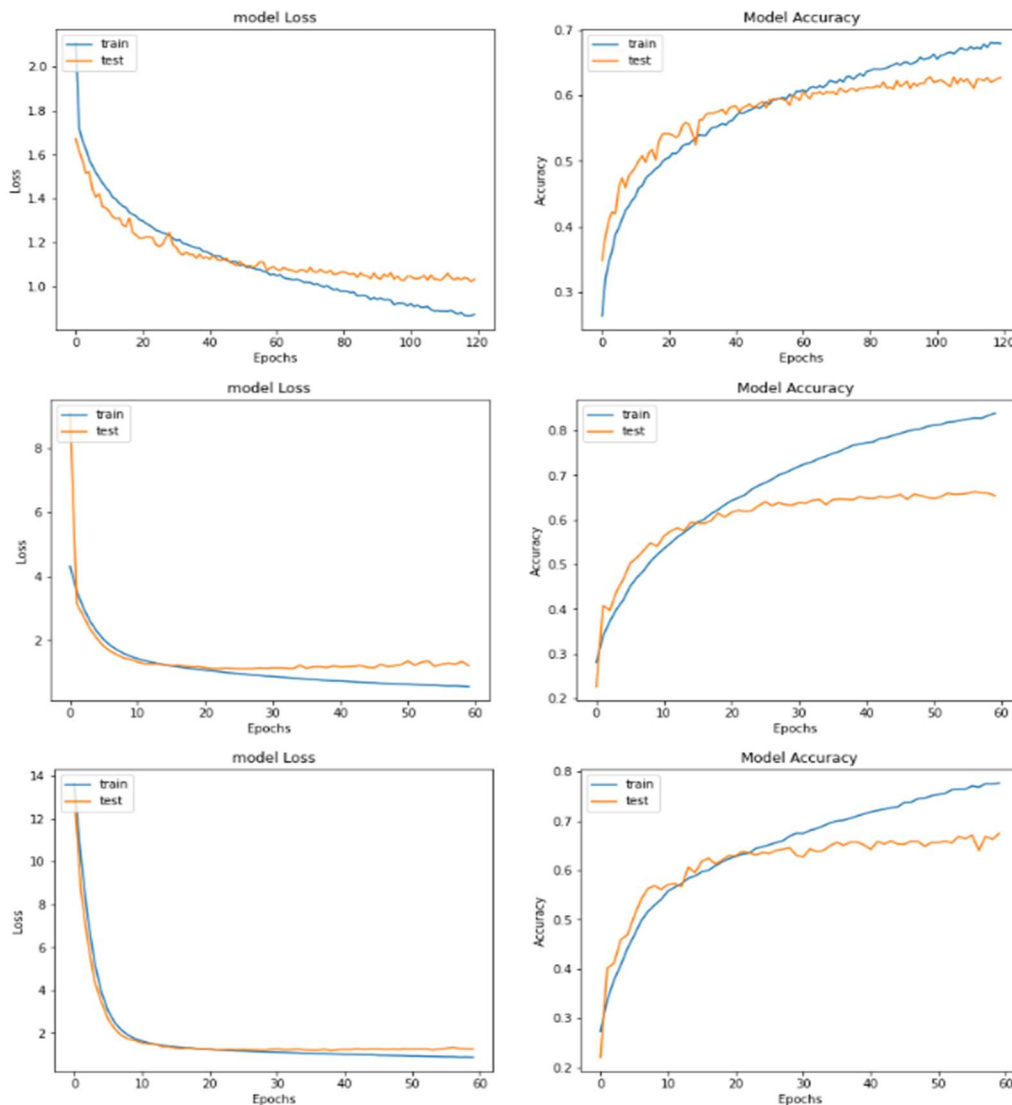 model Loss
train
test
2.0
1.8
1.6
1.4
1.2
1.0
Loss
0 20 40 60 80 100 120
Epochs
Model Accuracy
train
test
0.7
0.6
0.5
0.4
0.3
Accuracy
0 20 40 60 80 100 120
Epochs
model Loss
train
test
8
6
4
2
Loss
0 10 20 30 40 50 60
Epochs
Model Accuracy
train
test
0.8
0.7
0.6
0.5
0.4
0.3
0.2
Accuracy
0 10 20 30 40 50 60
Epochs
model Loss
train
test
14
12
10
8
6
4
2
Loss
0 10 20 30 40 50 60
Epochs
Model Accuracy
train
test
0.8
0.7
0.6
0.5
0.4
0.3
0.2
Accuracy
0 10 20 30 40 50 60
Epochs